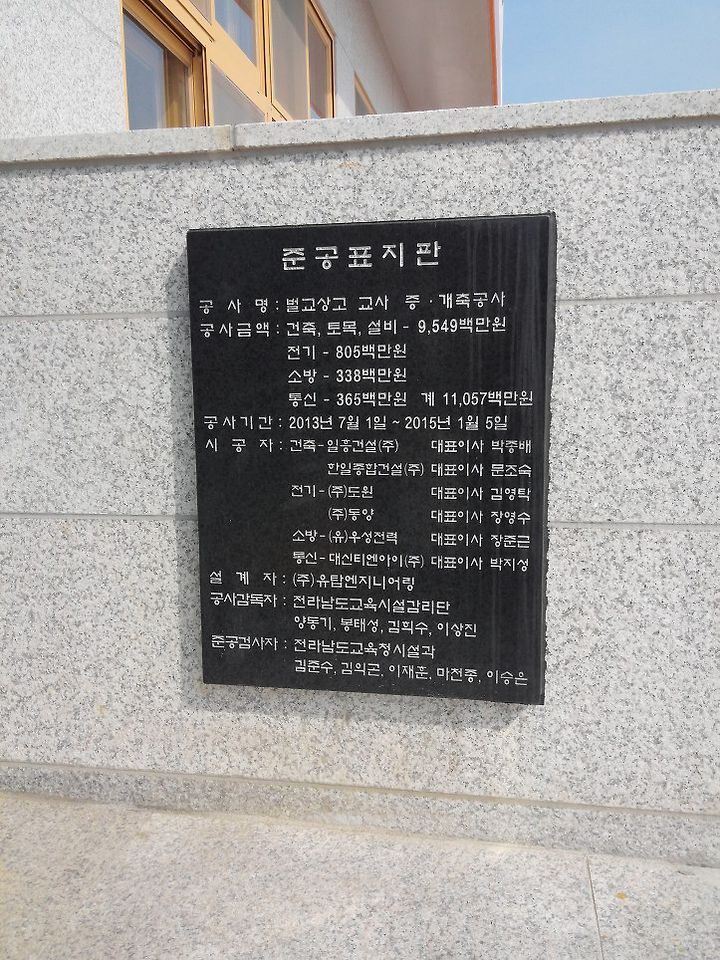 준공표지판
공 사 명 : 벌교상고 교사 증 · 개축공사
공사금액 : 건축, 토목, 설비 - 9,549백만원
전기 - 805백만원
소방 - 338백만원
통신 - 365백만원 계 11,057백만원
공사기간 : 2013년 7월 1일 ~ 2015년 1월 5일
시 공 자 : 건축 - 일흥건설(주) 대표이사 박중배
한일종합건설(주) 대표이사 문조숙
전기 - (주)도원 대표이사 김영탁
(주)동양 대표이사 장영수
소방 - (유)우성전력 대표이사 장준근
통신 - 대신티엔아이(주) 대표이사 박지성
설 계 자 : (주)유탑엔지니어링
공사감독자 : 전라남도교육시설감리단
양동기, 봉태성, 김희수, 이상진
준공검사자 : 전라남도교육청시설과
김준수, 김의곤, 이재훈, 마천종, 이승은